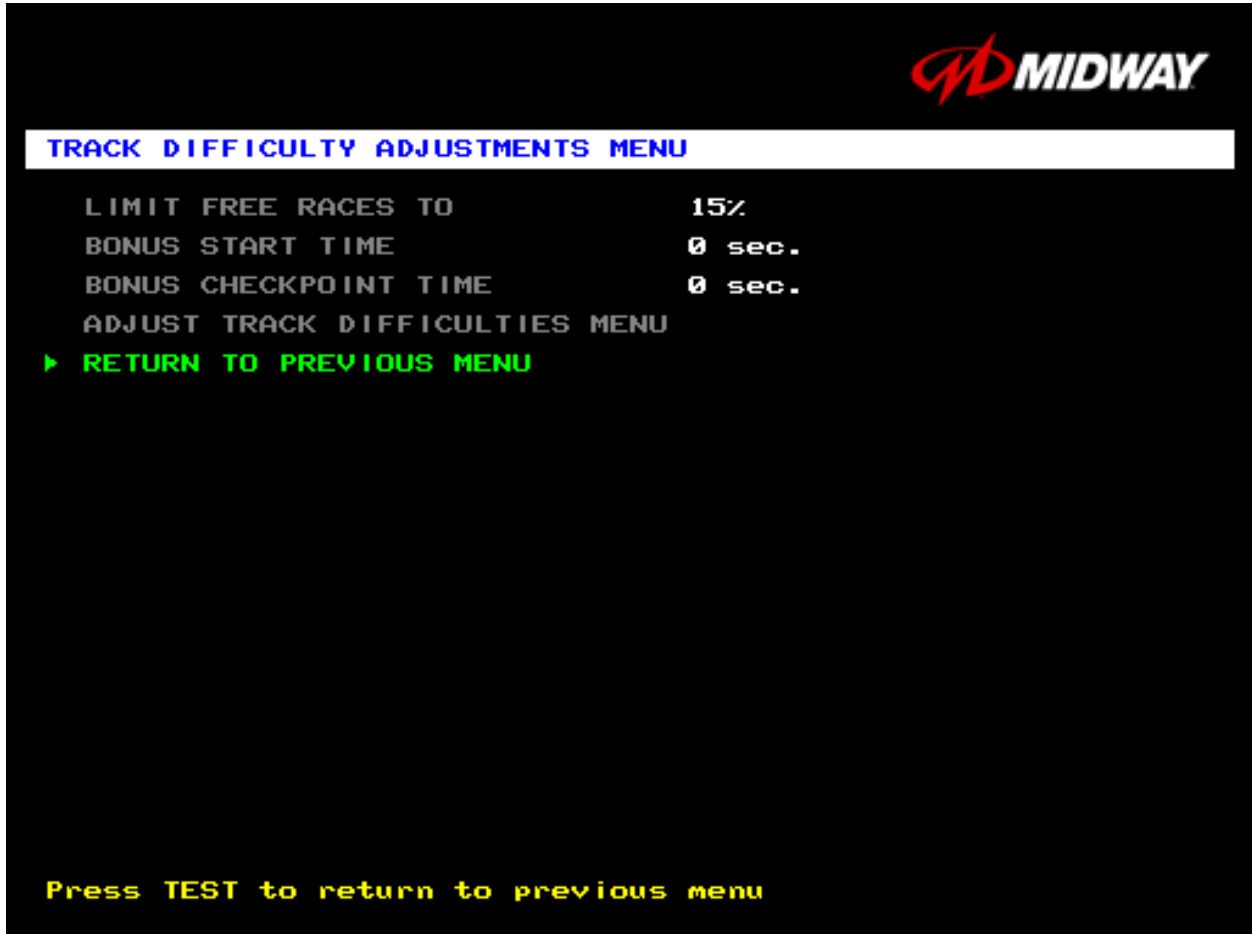 MIDWAY
TRACK DIFFICULTY ADJUSTMENTS MENU
LIMIT FREE RACES TO 15%
BONUS START TIME 0 sec.
BONUS CHECKPOINT TIME 0 sec.
ADJUST TRACK DIFFICULTIES MENU
RETURN TO PREVIOUS MENU
Press TEST to return to previous menu